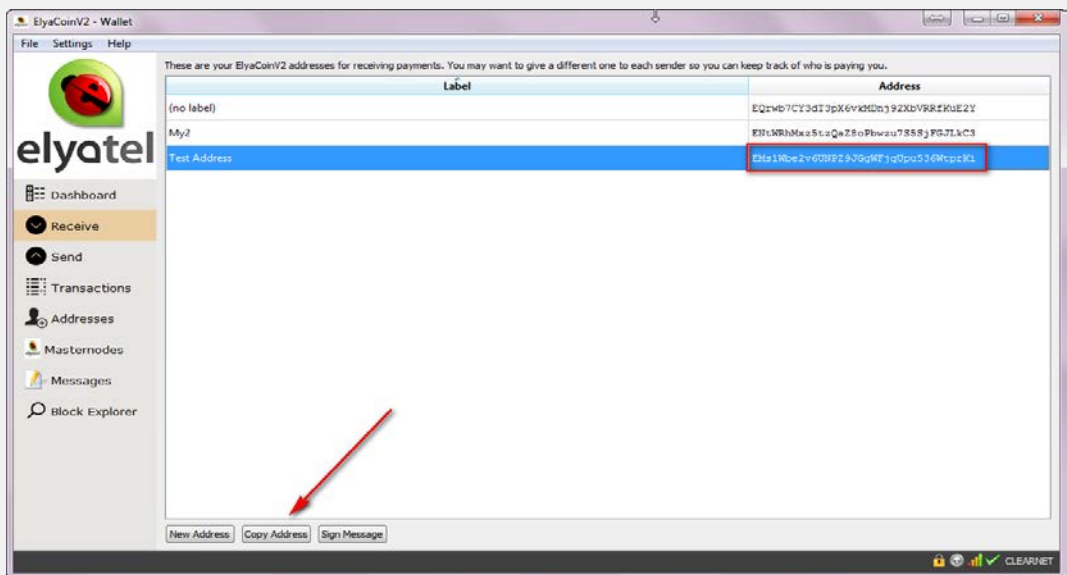 ElyaCoinV2 - Wallet
File Settings Help
elyatel
These are your ElyaCoinV2 addresses for receiving payments. You may want to give a different one to each sender so you can keep track of who is paying you.
Label Address
(no label)
My2
Test Address
Dashboard
Receive
Send
Transactions
Addresses
Masternodes
Messages
Block Explorer
New Address Copy Address Sign Message
CLEARNET